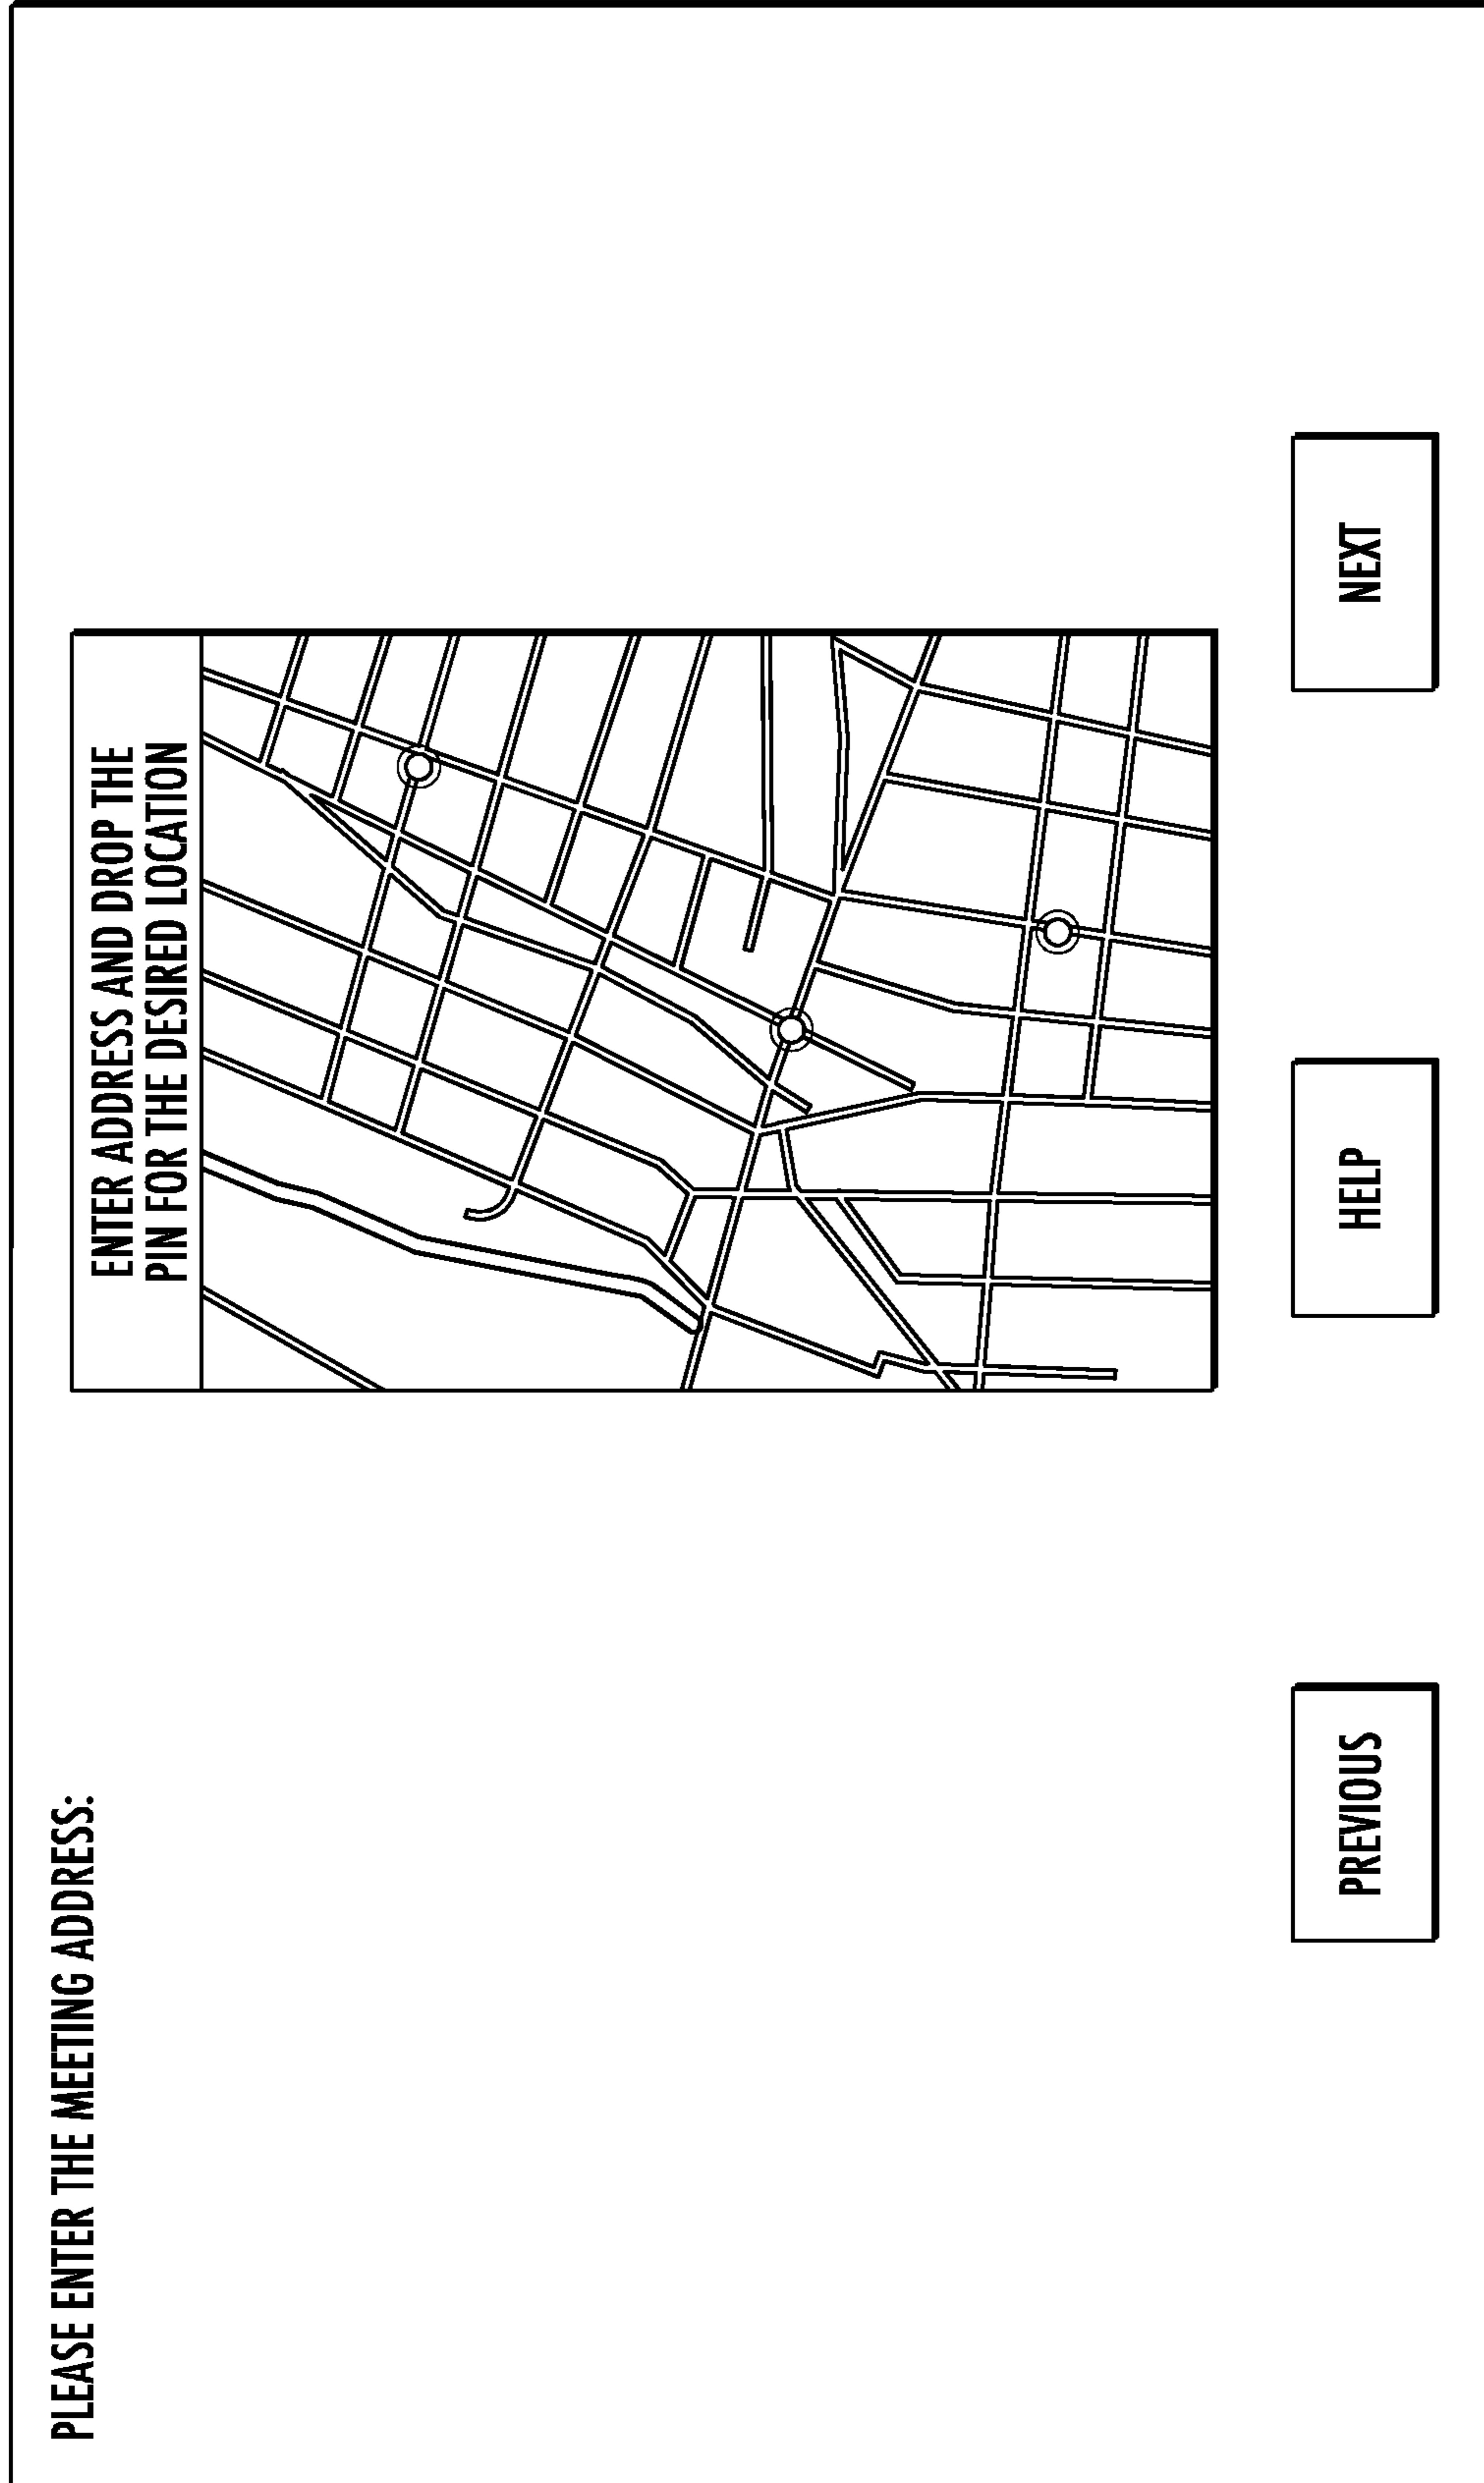 PLEASE ENTER THE MEETING ADDRESS:
ENTER ADDRESS AND DROP THE
PIN FOR THE DESIRED LOCATION
PREVIOUS
HELP
NEXT